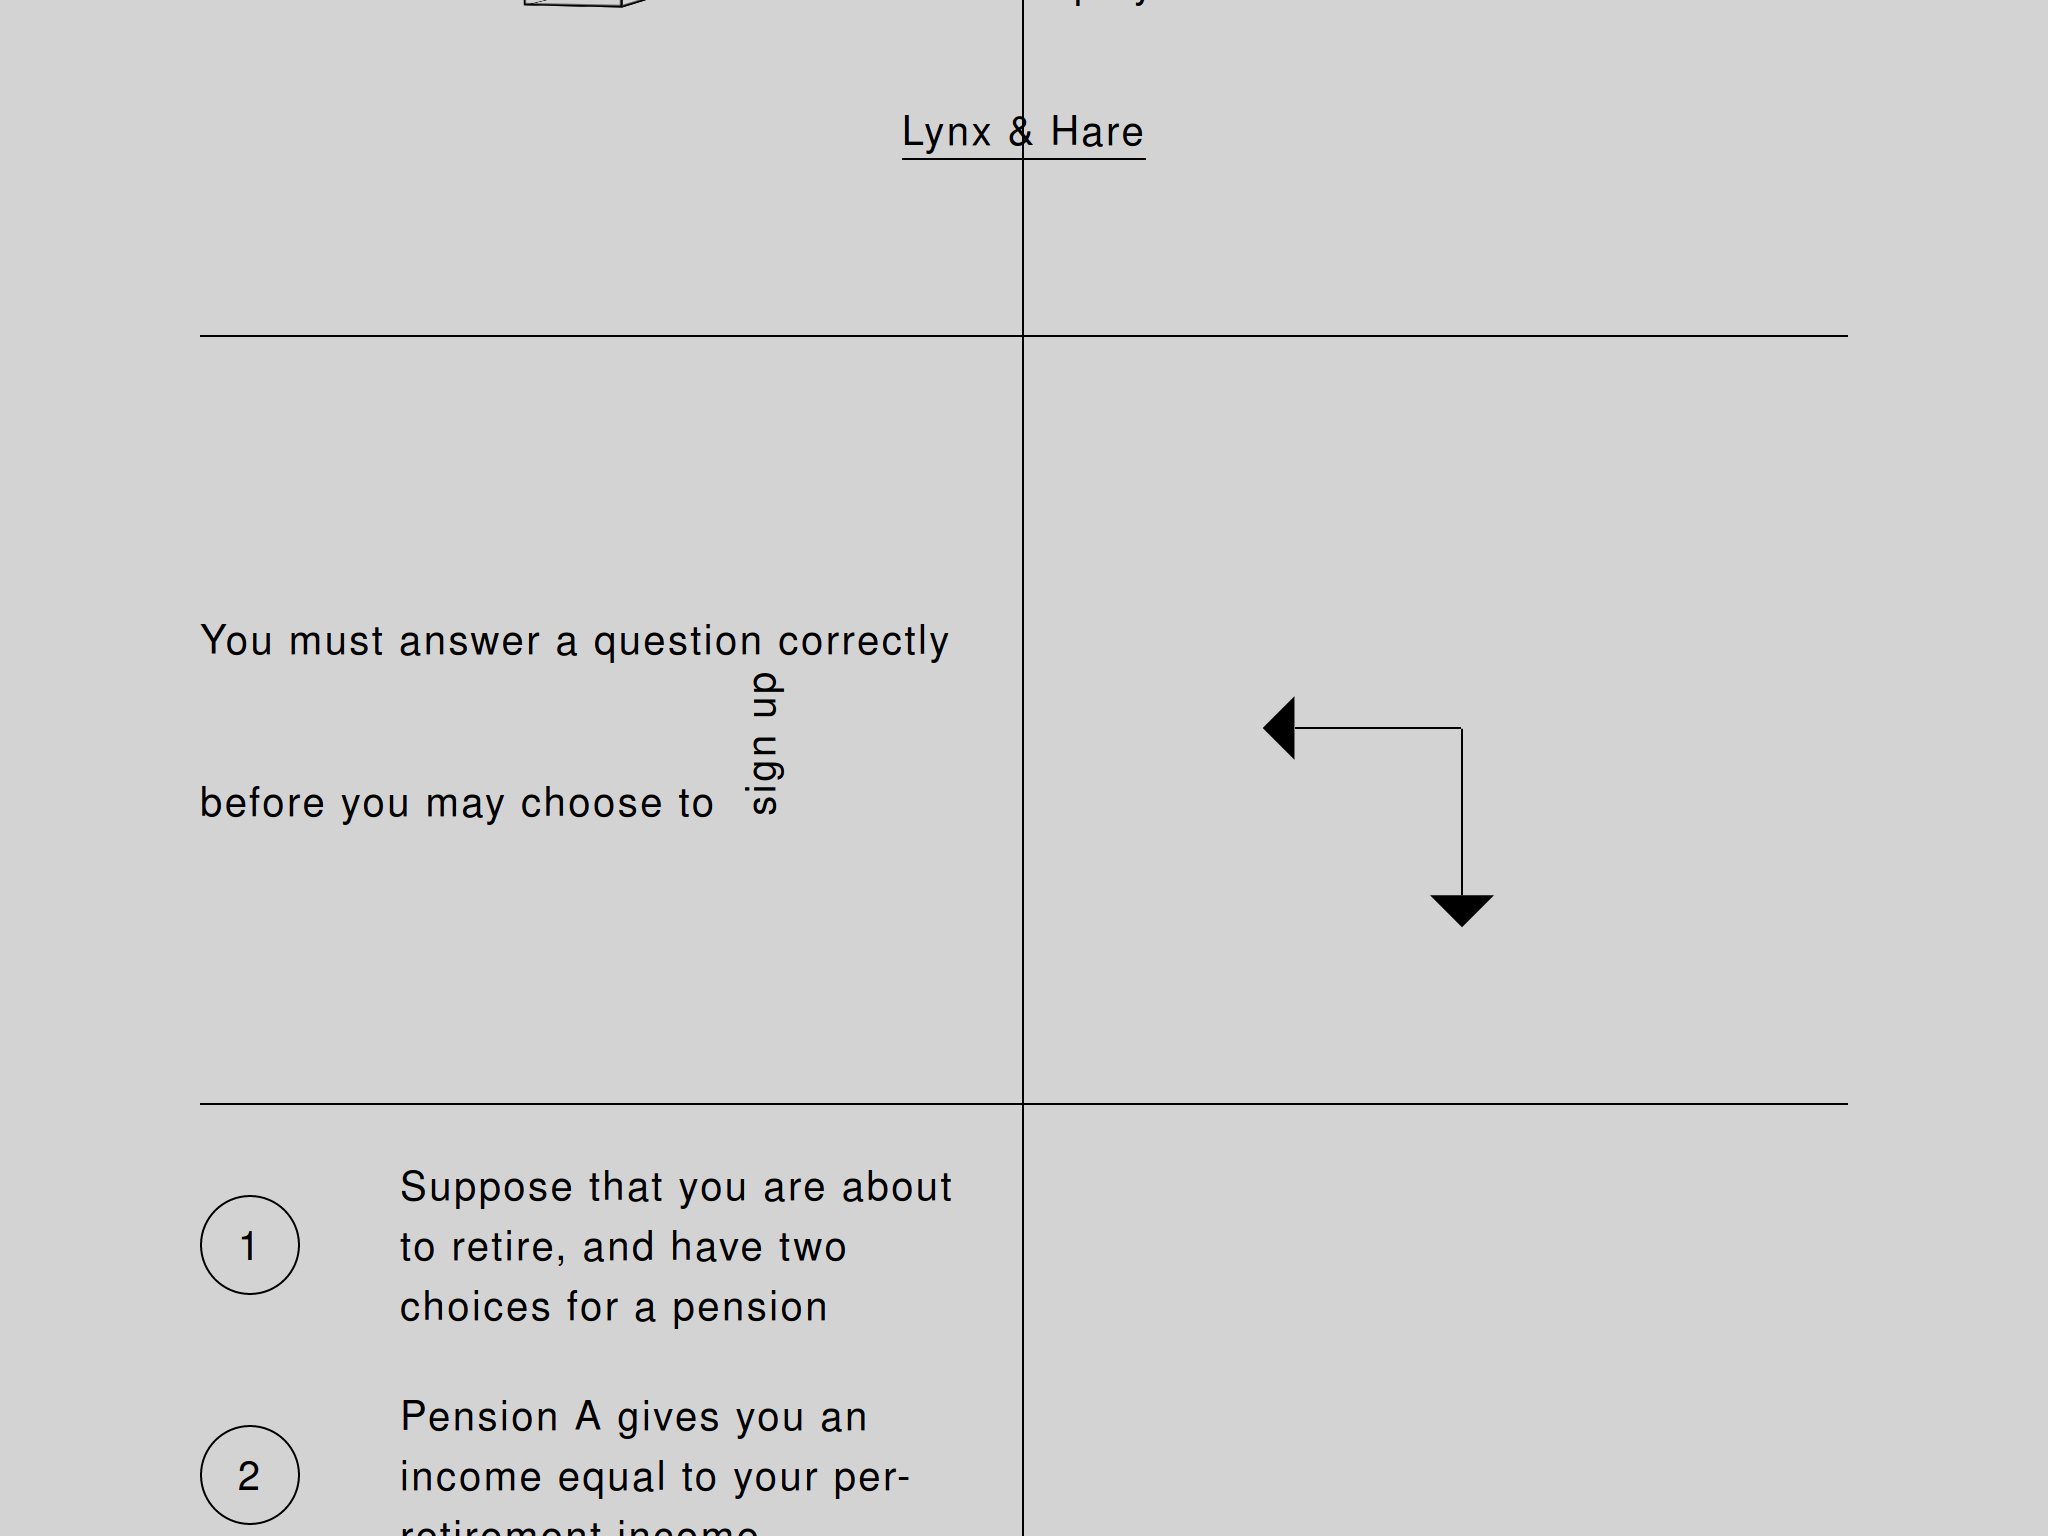 Lynx & Hare
You must answer a question correctly
before you may choose to sign up
1
Suppose that you are about
to retire, and have two
choices for a pension
2
Pension A gives you an
income equal to your per-
retirement income